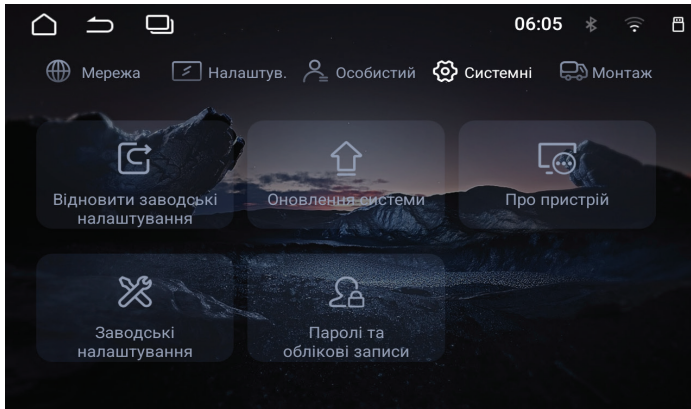 06:05
Мережа
Налаштув.
Особистий
Системні
Монтаж
Відновити заводські
налаштування
Оновлення системи
Про пристрій
Заводські
налаштування
Паролі та
облікові записи